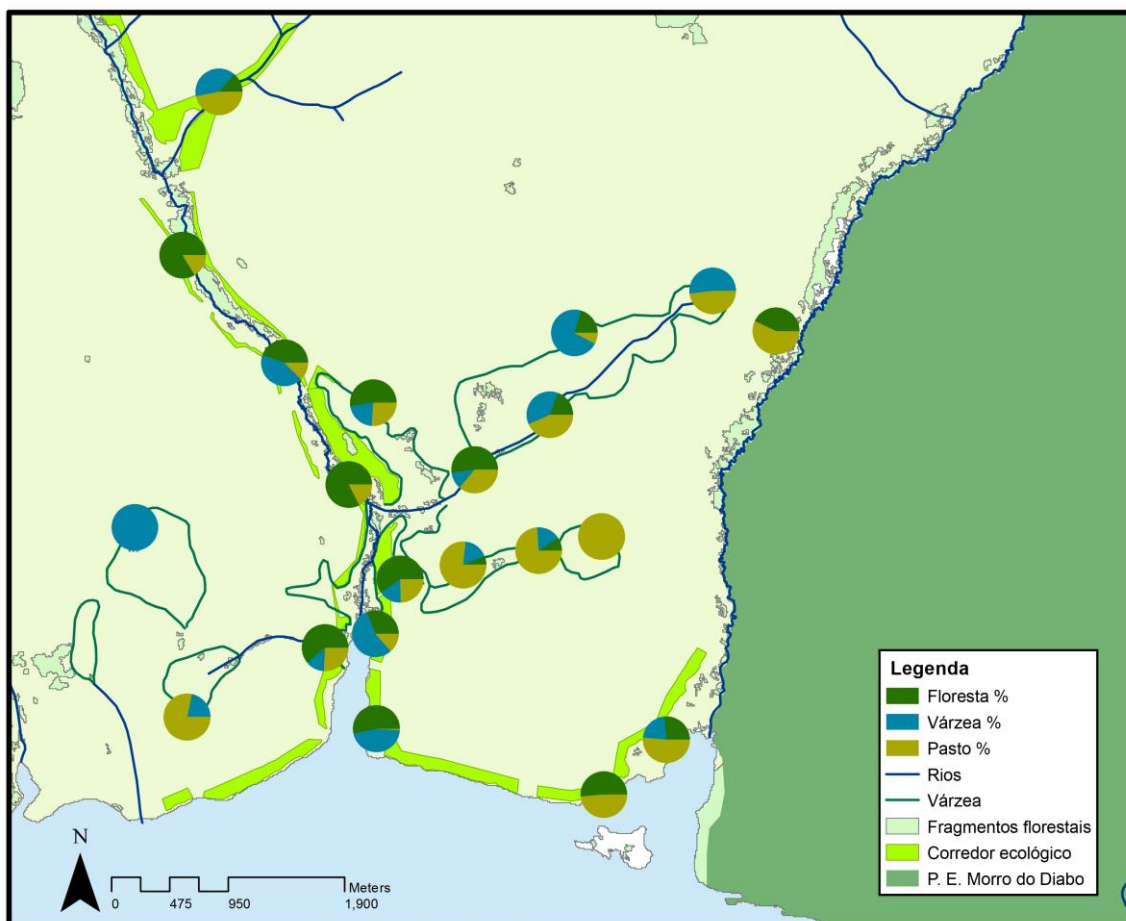 Legenda
Floresta %
Várzea %
Pasto %
Rios
Várzea
Fragmentos florestais
Corredor ecológico
P. E. Morro do Diabo
N
Meters
0 475 950 1,900